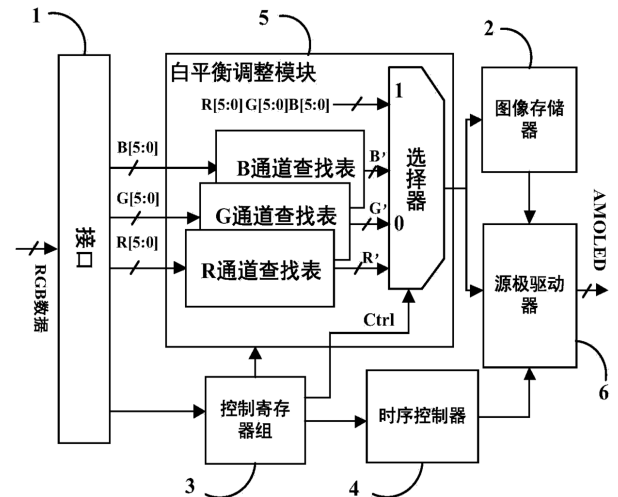 1
5
2
白平衡调整模块
R[5:0]G[5:0]B[5:0]
1
图像存储
器
B[5:0]
B通道查找表
B'
选择器
G[5:0]
G通道查找表
G'
0
R[5:0]
R通道查找表
R'
接口
RGB数据
AMOLED
源极驱动
器
Ctrl
6
控制寄存
器组
时序控制器
3
4